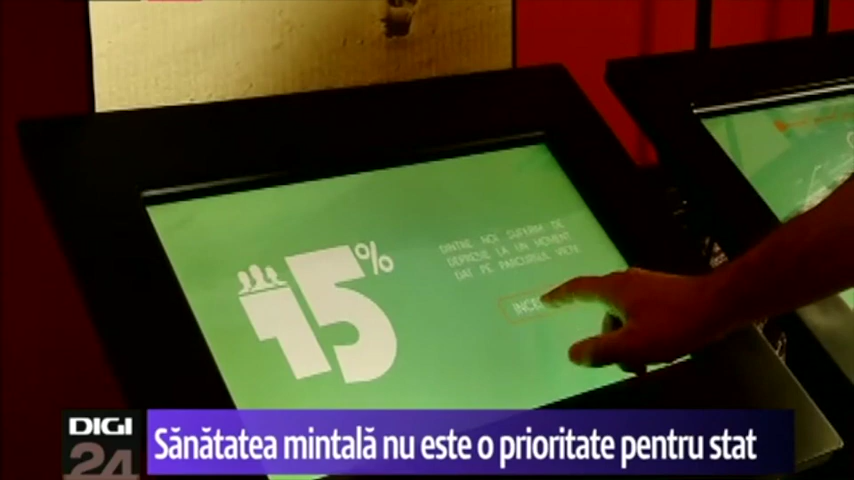 15%
DINTRE NOI SUFERIM DE
DEPRESIE LA UN MOMENT
DAT PE PARCURSUL VIEȚII
DIGI
24
Sănătatea mintală nu este o prioritate pentru stat